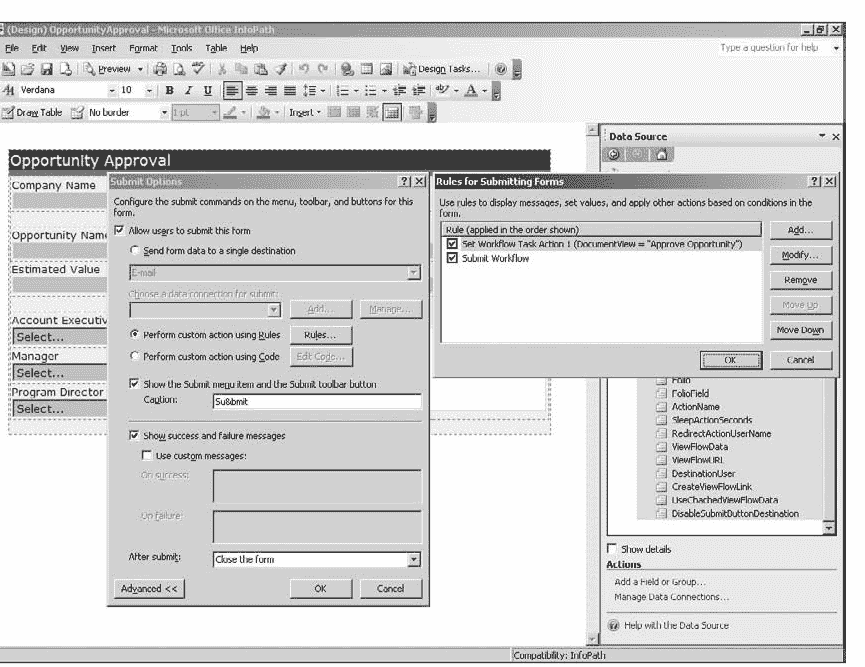 (Design) OpportunityApproval - Microsoft Office InfoPath
File Edit View Insert Format Tools Table Help
Type a question for help
Preview
Design Tasks...
Verdana 10 B I U
Draw Table No border 1 pt Insert
Data Source
Opportunity Approval
Company Name
Opportunity Name
Estimated Value
Account Executiv
Select...
Manager
Select...
Program Director
Select...
Submit Options
Configure the submit commands on the menu, toolbar, and buttons for this
form.
Allow users to submit this form
Send form data to a single destination
E-mail
Choose a data connection for submit:
Add... Manage...
Perform custom action using Rules Rules...
Perform custom action using Code Edit Code...
Show the Submit menu item and the Submit toolbar button
Caption: Su&bmit
Show success and failure messages
Use custom messages:
On success:
On failure:
After submit: Close the form
Advanced << OK Cancel
Rules for Submitting Forms
Use rules to display messages, set values, and apply other actions based on conditions in the
form.
Rule (applied in the order shown)
Set Workflow Task Action 1 (DocumentView = "Approve Opportunity")
Submit Workflow
Add...
Modify...
Remove
Move Up
Move Down
OK Cancel
Folio
FolioField
ActionName
SleepActionSeconds
RedirectActionUserName
ViewFlowData
ViewFlowURL
DestinationUser
CreateViewFlowLink
UseChachedViewFlowData
DisableSubmitButtonDestination
Show details
Actions
Add a Field or Group...
Manage Data Connections...
Help with the Data Source
Compatibility: InfoPath